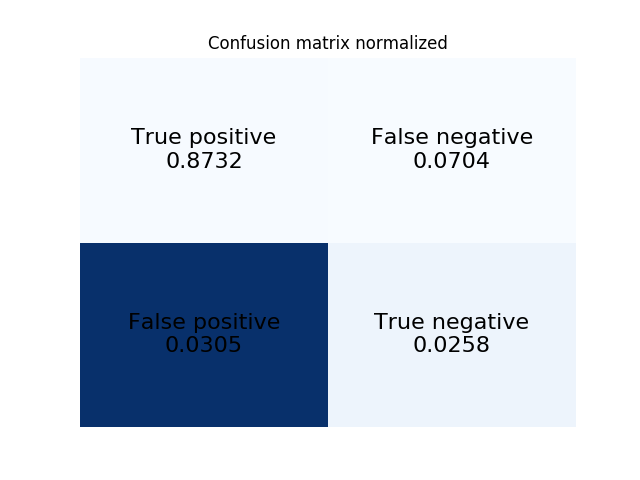 Confusion matrix normalized
True positive
0.8732
False negative
0.0704
False positive
0.0305
True negative
0.0258